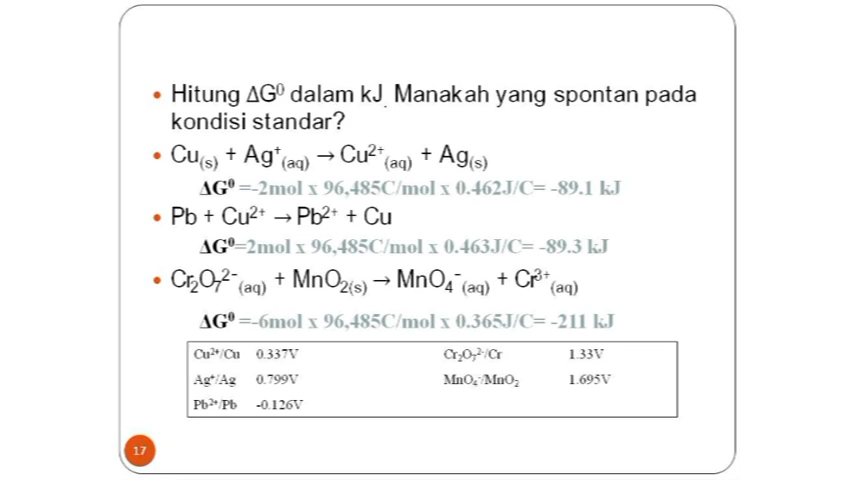 • Hitung ΔG⁰ dalam kJ. Manakah yang spontan pada
kondisi standar?
• Cu(s) + Ag⁺(aq) → Cu²⁺(aq) + Ag(s)
ΔG⁰ =-2mol x 96,485C/mol x 0.462J/C= -89.1 kJ
• Pb + Cu²⁺ → Pb²⁺ + Cu
ΔG⁰=2mol x 96,485C/mol x 0.463J/C= -89.3 kJ
• Cr₂O₇²⁻(aq) + MnO₂(s) → MnO₄⁻(aq) + Cr³⁺(aq)
ΔG⁰ =-6mol x 96,485C/mol x 0.365J/C= -211 kJ
Cu²⁺/Cu 0.337V Cr₂O₇²⁻/Cr 1.33V
Ag⁺/Ag 0.799V MnO₄⁻/MnO₂ 1.695V
Pb²⁺/Pb -0.126V
17